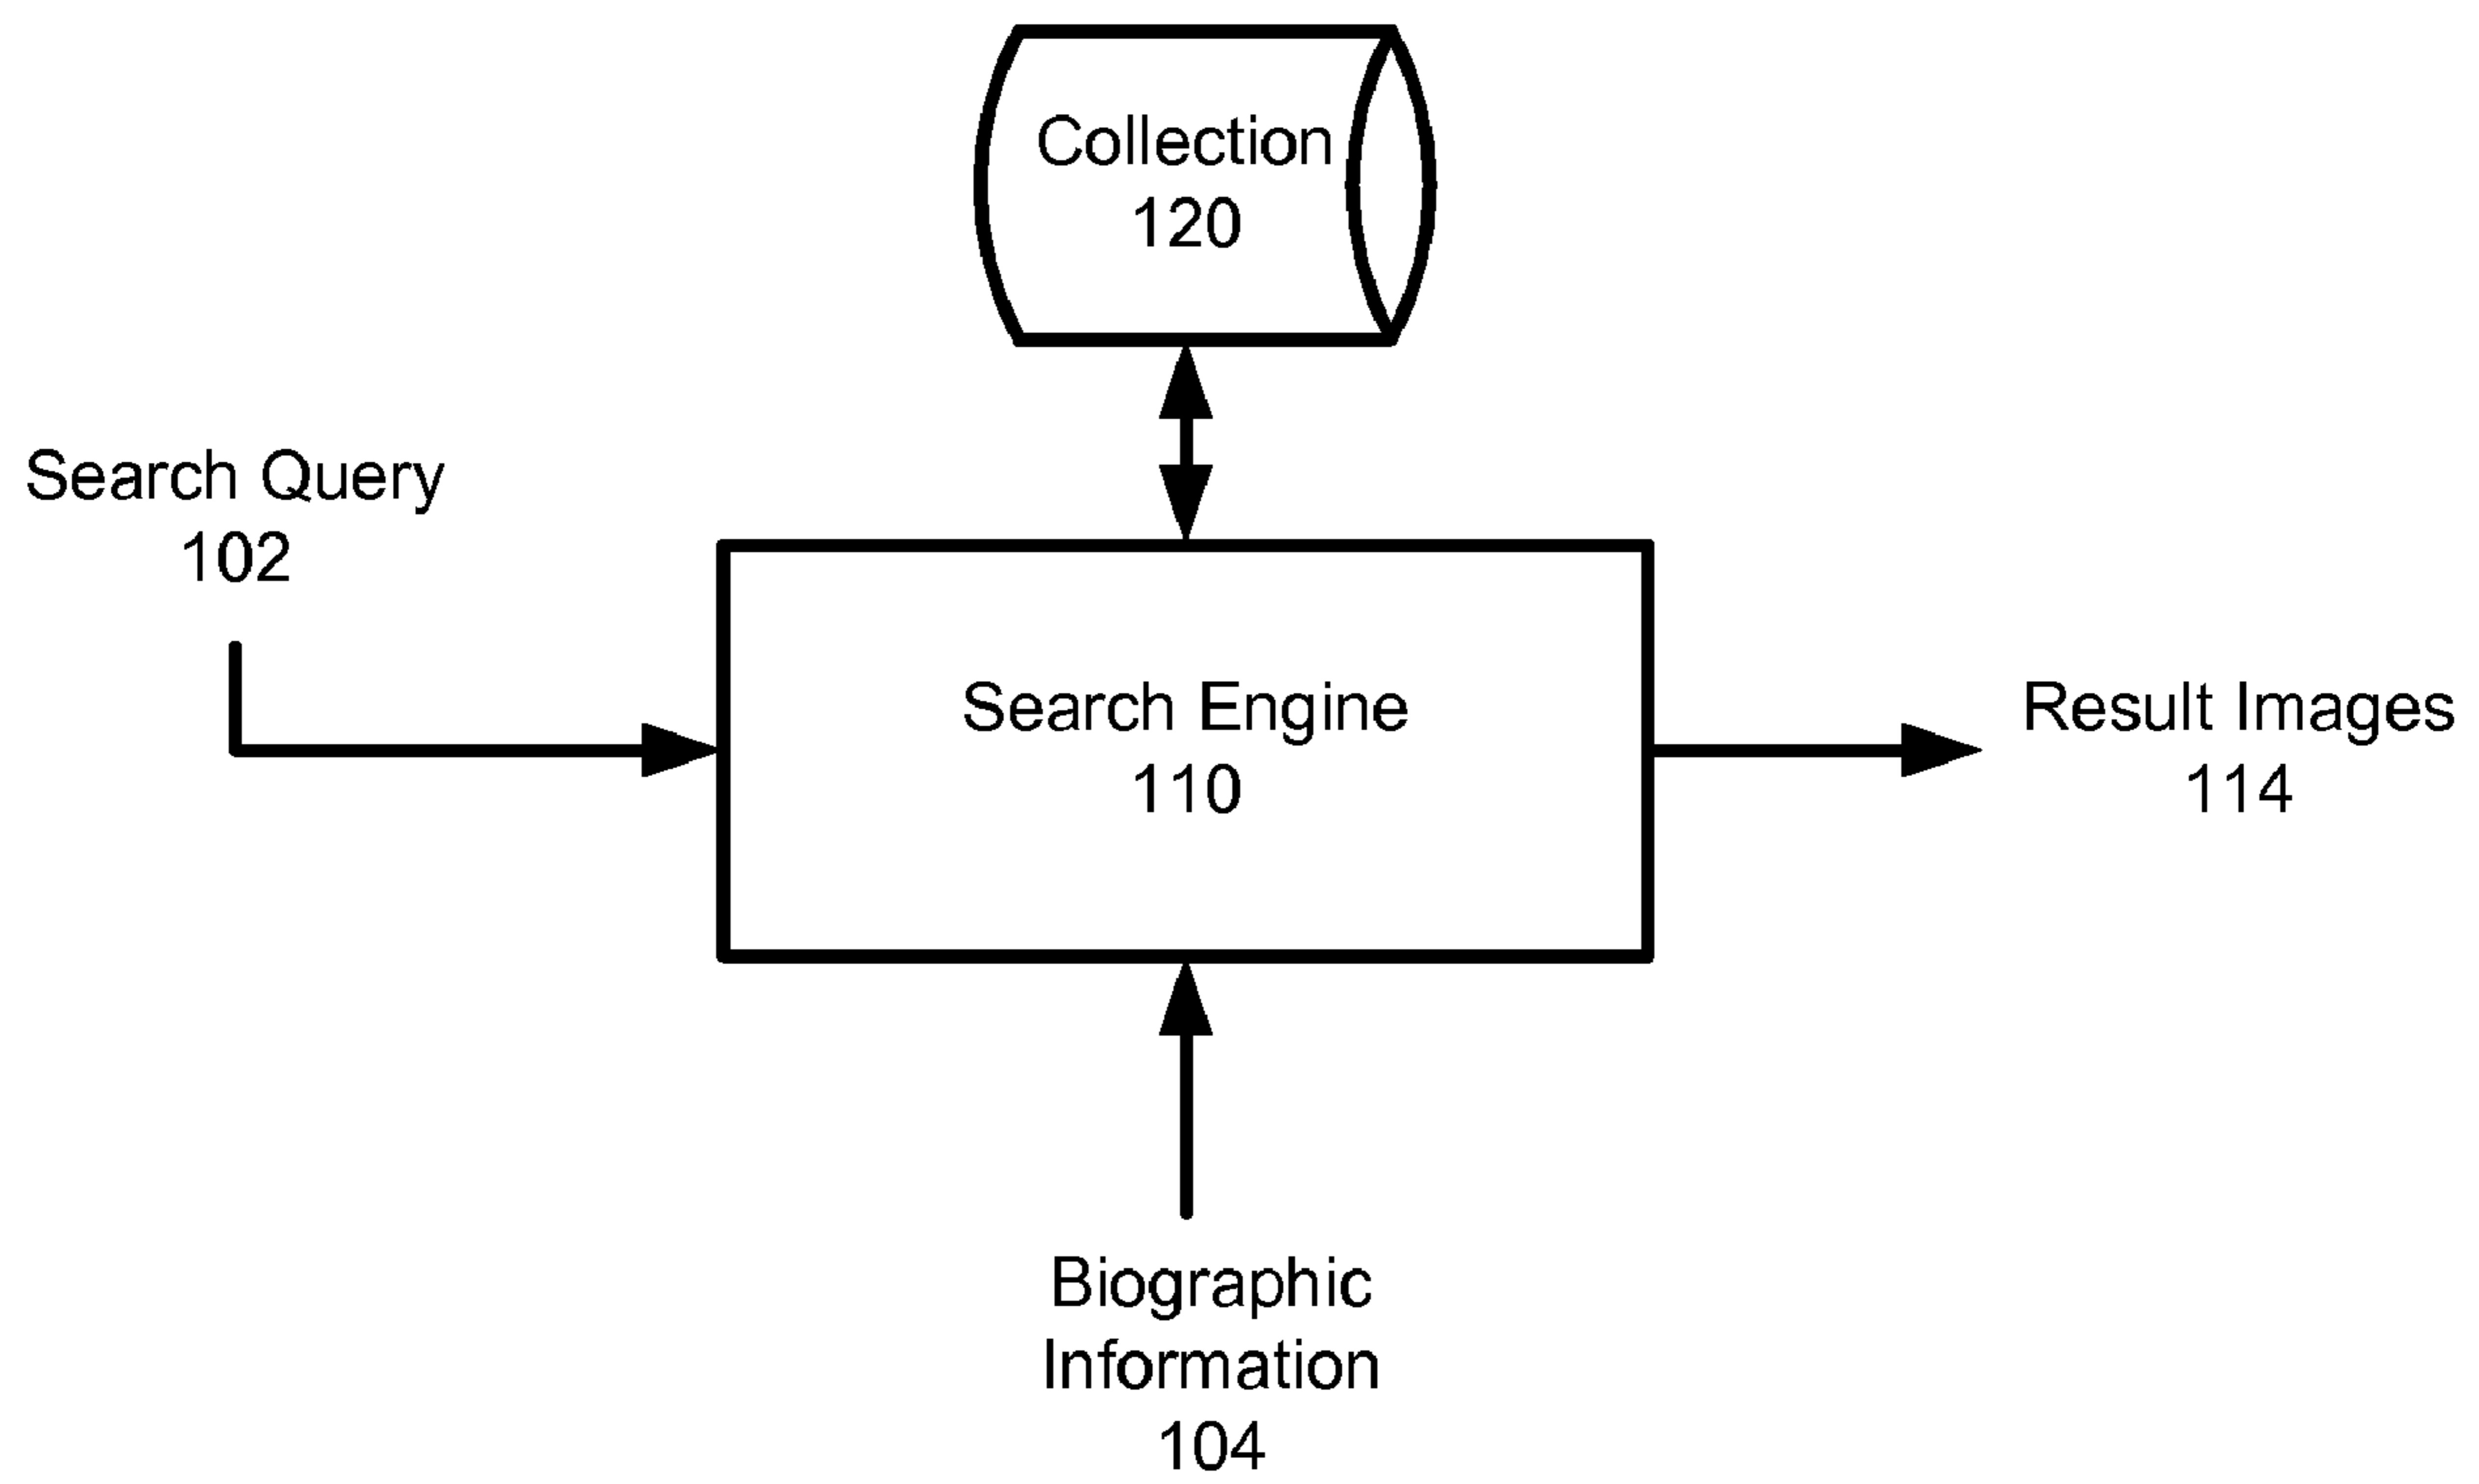 Collection
120
Search Query
102
Search Engine
110
Result Images
114
Biographic
Information
104